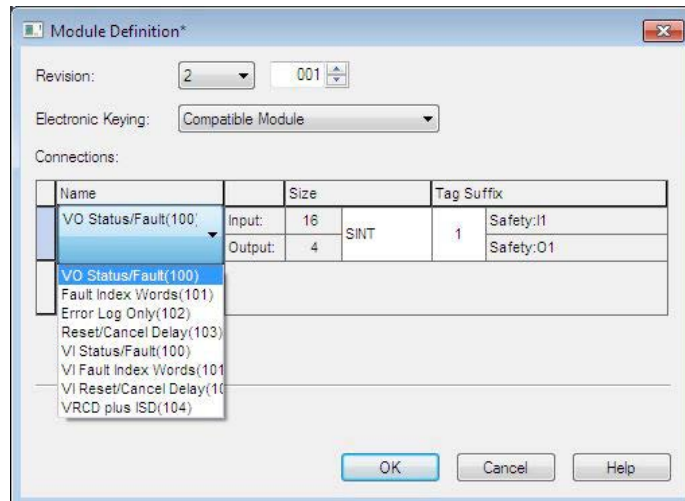 Module Definition*
Revision: 2 001
Electronic Keying: Compatible Module
Connections:
Name Size Tag Suffix
VO Status/Fault(100) Input: 16 SINT 1 Safety:I1
Output: 4 Safety:O1
VO Status/Fault(100)
Fault Index Words(101)
Error Log Only(102)
Reset/Cancel Delay(103)
VI Status/Fault(100)
VI Fault Index Words(101
VI Reset/Cancel Delay(10
VRCD plus ISD(104)
OK Cancel Help